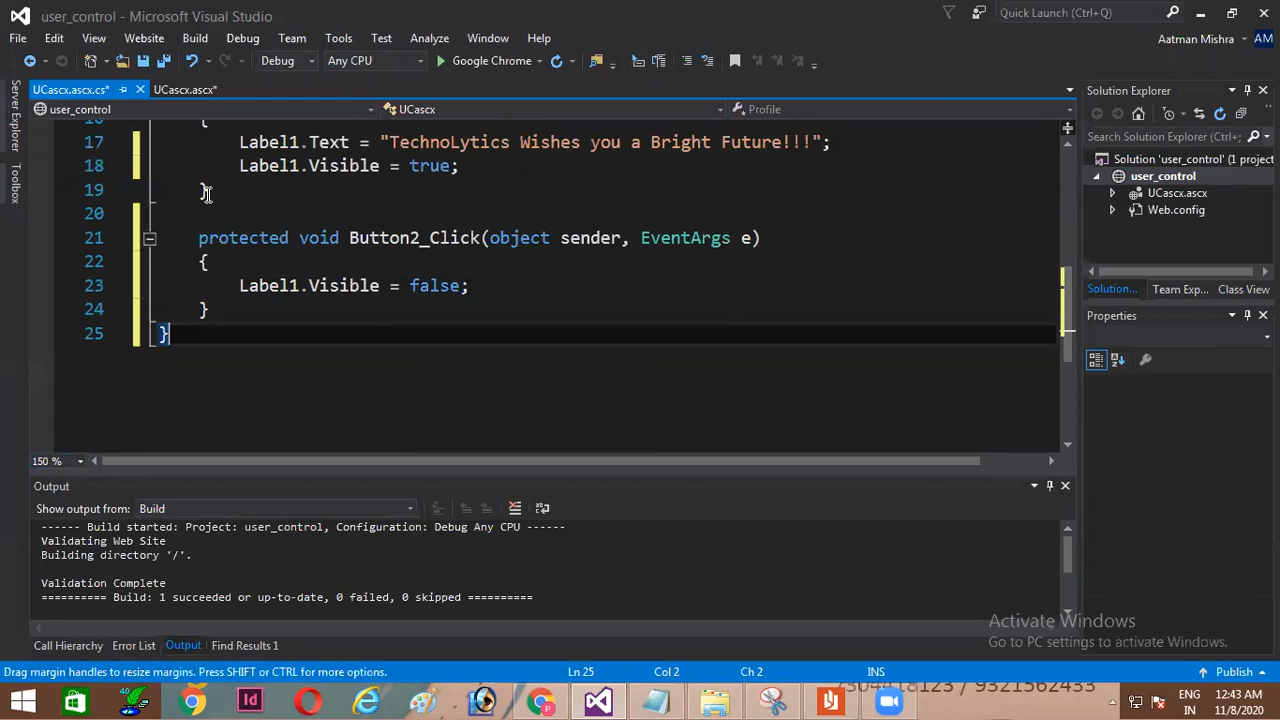 user_control - Microsoft Visual Studio
Quick Launch (Ctrl+Q)
File Edit View Website Build Debug Team Tools Test Analyze Window Help
Aatman Mishra AM
Debug Any CPU Google Chrome
UCascx.ascx.cs* UCascx.ascx*
user_control UCascx Profile
Server Explorer
Toolbox
16 {
17 Label1.Text = "TechnoLytics Wishes you a Bright Future!!!";
18 Label1.Visible = true;
19 }
20
21 protected void Button2_Click(object sender, EventArgs e)
22 {
23 Label1.Visible = false;
24 }
25 }
150 %
Solution Explorer
Search Solution Explorer (Ctrl+;)
Solution 'user_control' (1 project)
user_control
UCascx.ascx
Web.config
Solution... Team Exp... Class View
Properties
Output
Show output from: Build
------ Build started: Project: user_control, Configuration: Debug Any CPU ------
Validating Web Site
Building directory '/'.
Validation Complete
========== Build: 1 succeeded or up-to-date, 0 failed, 0 skipped ==========
Activate Windows
Go to PC settings to activate Windows.
Call Hierarchy Error List Output Find Results 1
Drag margin handles to resize margins. Press SHIFT or CTRL for more options. Ln 25 Col 2 Ch 2 INS Publish
/ 9321562433
ENG
IN
12:43 AM
11/8/2020